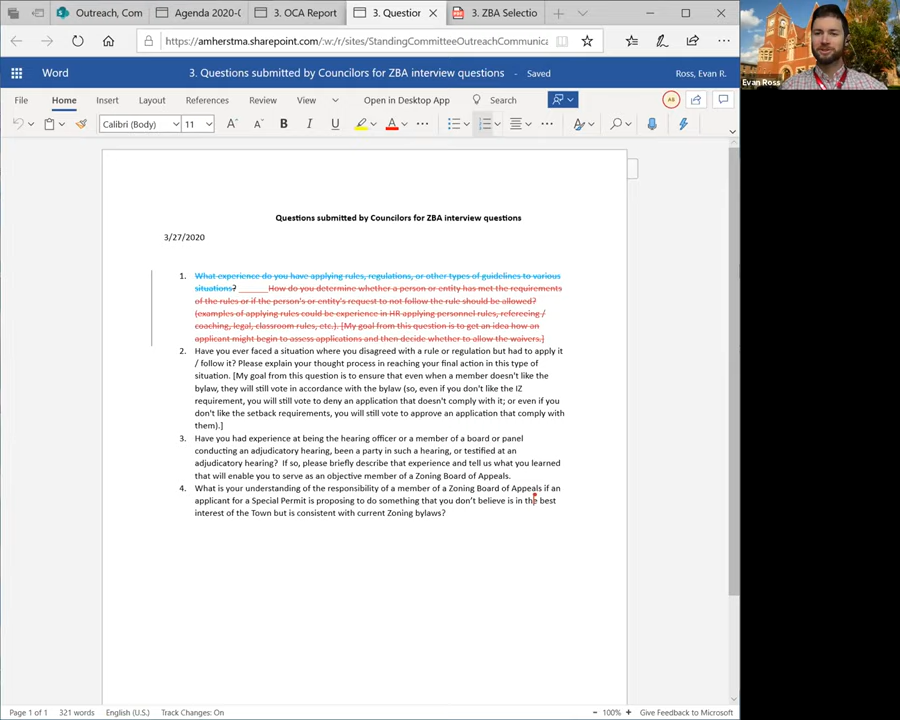 Outreach, Com
Agenda 2020-0
3. OCA Report
3. Question
3. ZBA Selectio
https://amherstma.sharepoint.com/:w:/r/sites/StandingCommitteeOutreachCommunica
Word
3. Questions submitted by Councilors for ZBA interview questions - Saved
Ross, Evan R.
Evan Ross
File Home Insert Layout References Review View Open in Desktop App Search
AB
Calibri (Body) 11 A A B I U A
Questions submitted by Councilors for ZBA interview questions
3/27/2020
1. What experience do you have applying rules, regulations, or other types of guidelines to various
situations? ______How do you determine whether a person or entity has met the requirements
of the rules or if the person's or entity's request to not follow the rule should be allowed?
(examples of applying rules could be experience in HR applying personnel rules, refereeing /
coaching, legal, classroom rules, etc.). [My goal from this question is to get an idea how an
applicant might begin to assess applications and then decide whether to allow the waivers.]
2. Have you ever faced a situation where you disagreed with a rule or regulation but had to apply it
/ follow it? Please explain your thought process in reaching your final action in this type of
situation. [My goal from this question is to ensure that even when a member doesn't like the
bylaw, they will still vote in accordance with the bylaw (so, even if you don't like the IZ
requirement, you will still vote to deny an application that doesn't comply with it; or even if you
don't like the setback requirements, you will still vote to approve an application that comply with
them).]
3. Have you had experience at being the hearing officer or a member of a board or panel
conducting an adjudicatory hearing, been a party in such a hearing, or testified at an
adjudicatory hearing? If so, please briefly describe that experience and tell us what you learned
that will enable you to serve as an objective member of a Zoning Board of Appeals.
4. What is your understanding of the responsibility of a member of a Zoning Board of Appeals if an
applicant for a Special Permit is proposing to do something that you don't believe is in the best
interest of the Town but is consistent with current Zoning bylaws?
Page 1 of 1 321 words English (U.S.) Track Changes: On 100% Give Feedback to Microsoft